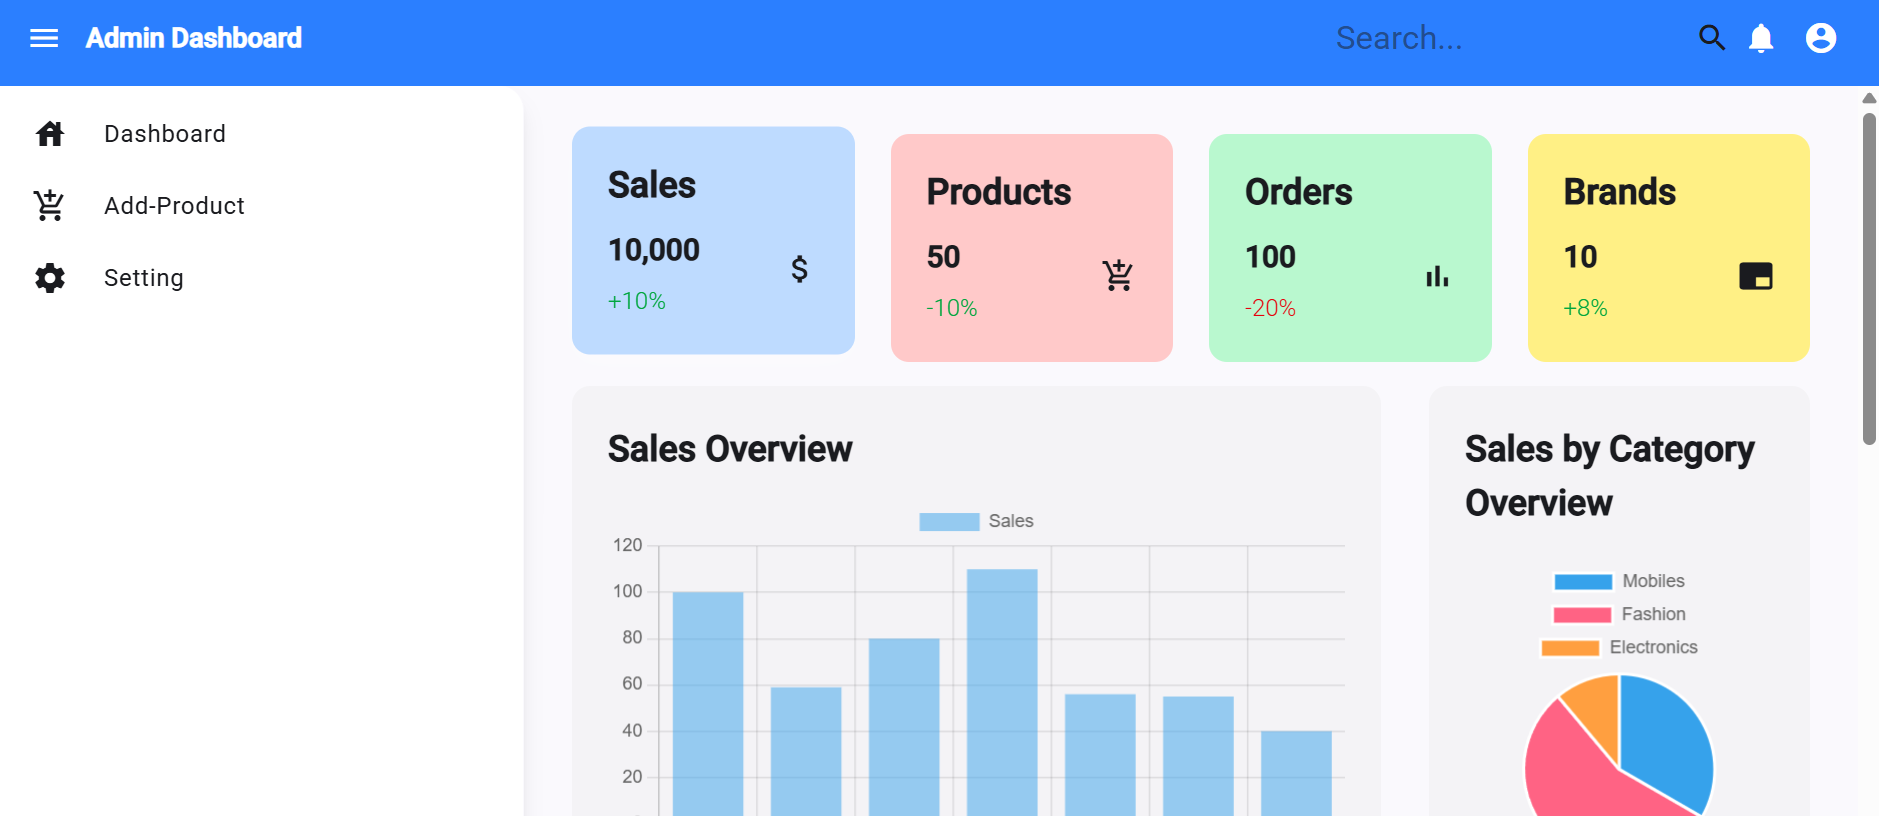 Admin Dashboard
Search...
Dashboard
Add-Product
Setting
Sales
10,000
+10%
$
Products
50
-10%
Orders
100
-20%
Brands
10
+8%
Sales Overview
Sales
120
100
80
60
40
20
Sales by Category
Overview
Mobiles
Fashion
Electronics